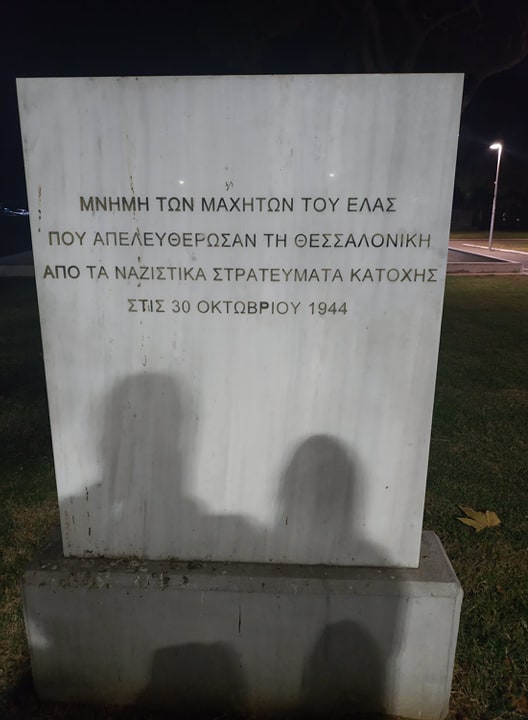 ΜΝΗΜΗ ΤΩΝ ΜΑΧΗΤΩΝ ΤΟΥ ΕΛΑΣ
ΠΟΥ ΑΠΕΛΕΥΘΕΡΩΣΑΝ ΤΗ ΘΕΣΣΑΛΟΝΙΚΗ
ΑΠΟ ΤΑ ΝΑΖΙΣΤΙΚΑ ΣΤΡΑΤΕΥΜΑΤΑ ΚΑΤΟΧΗΣ
ΣΤΙΣ 30 ΟΚΤΩΒΡΙΟΥ 1944